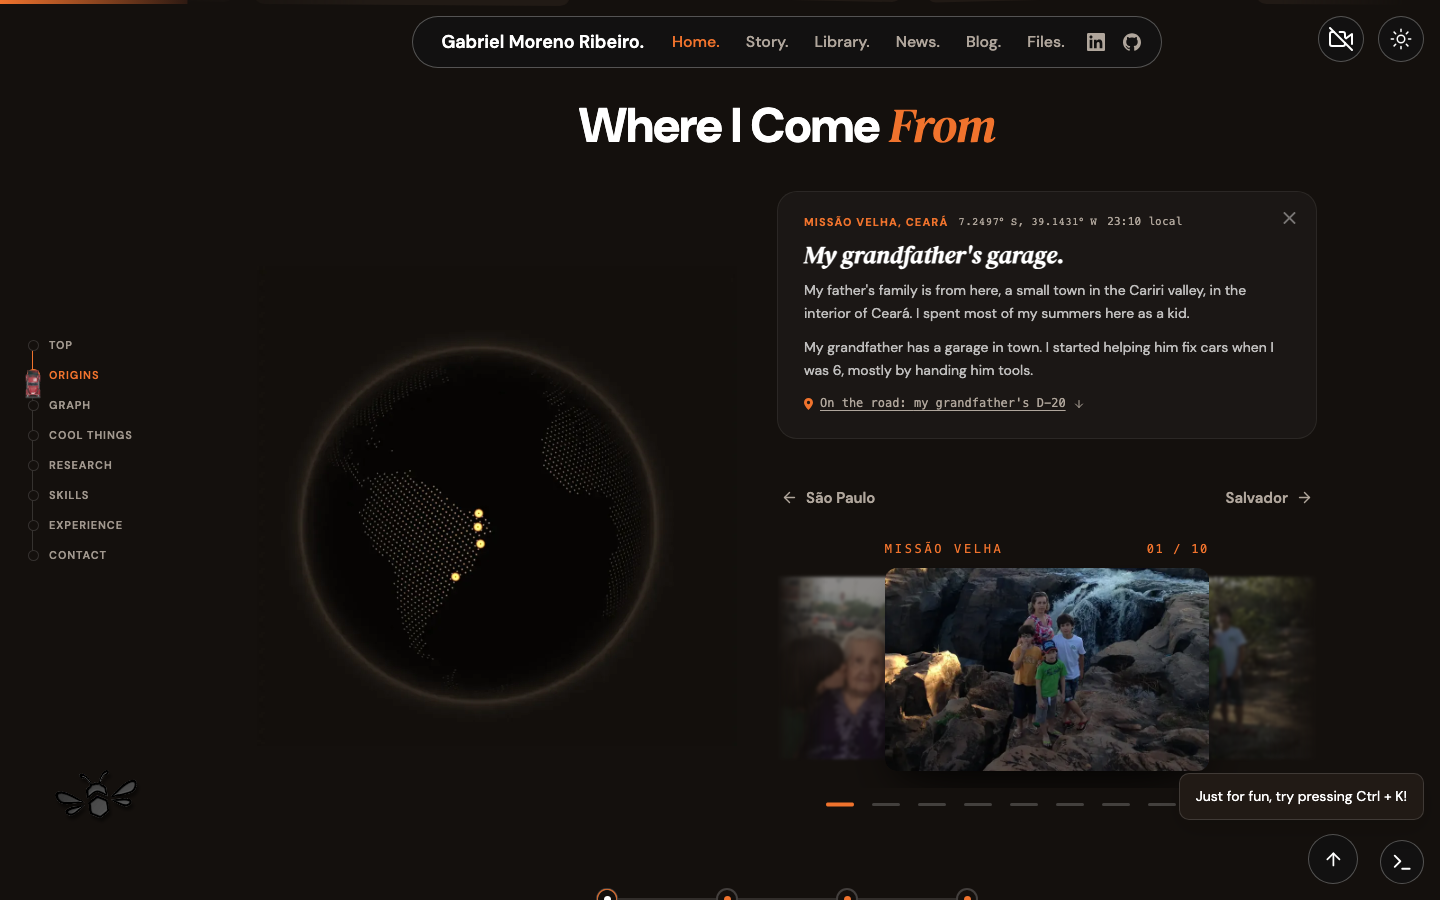 Gabriel Moreno Ribeiro.
Home.
Story.
Library.
News.
Blog.
Files.
Where I Come From
TOP
ORIGINS
GRAPH
COOL THINGS
RESEARCH
SKILLS
EXPERIENCE
CONTACT
MISSÃO VELHA, CEARÁ 7.2497° S, 39.1431° W 23:10 local
My grandfather's garage.
My father's family is from here, a small town in the Cariri valley, in the
interior of Ceará. I spent most of my summers here as a kid.
My grandfather has a garage in town. I started helping him fix cars when I
was 6, mostly by handing him tools.
On the road: my grandfather's D-20 ↓
← São Paulo
Salvador →
MISSÃO VELHA
01 / 10
Just for fun, try pressing Ctrl + K!